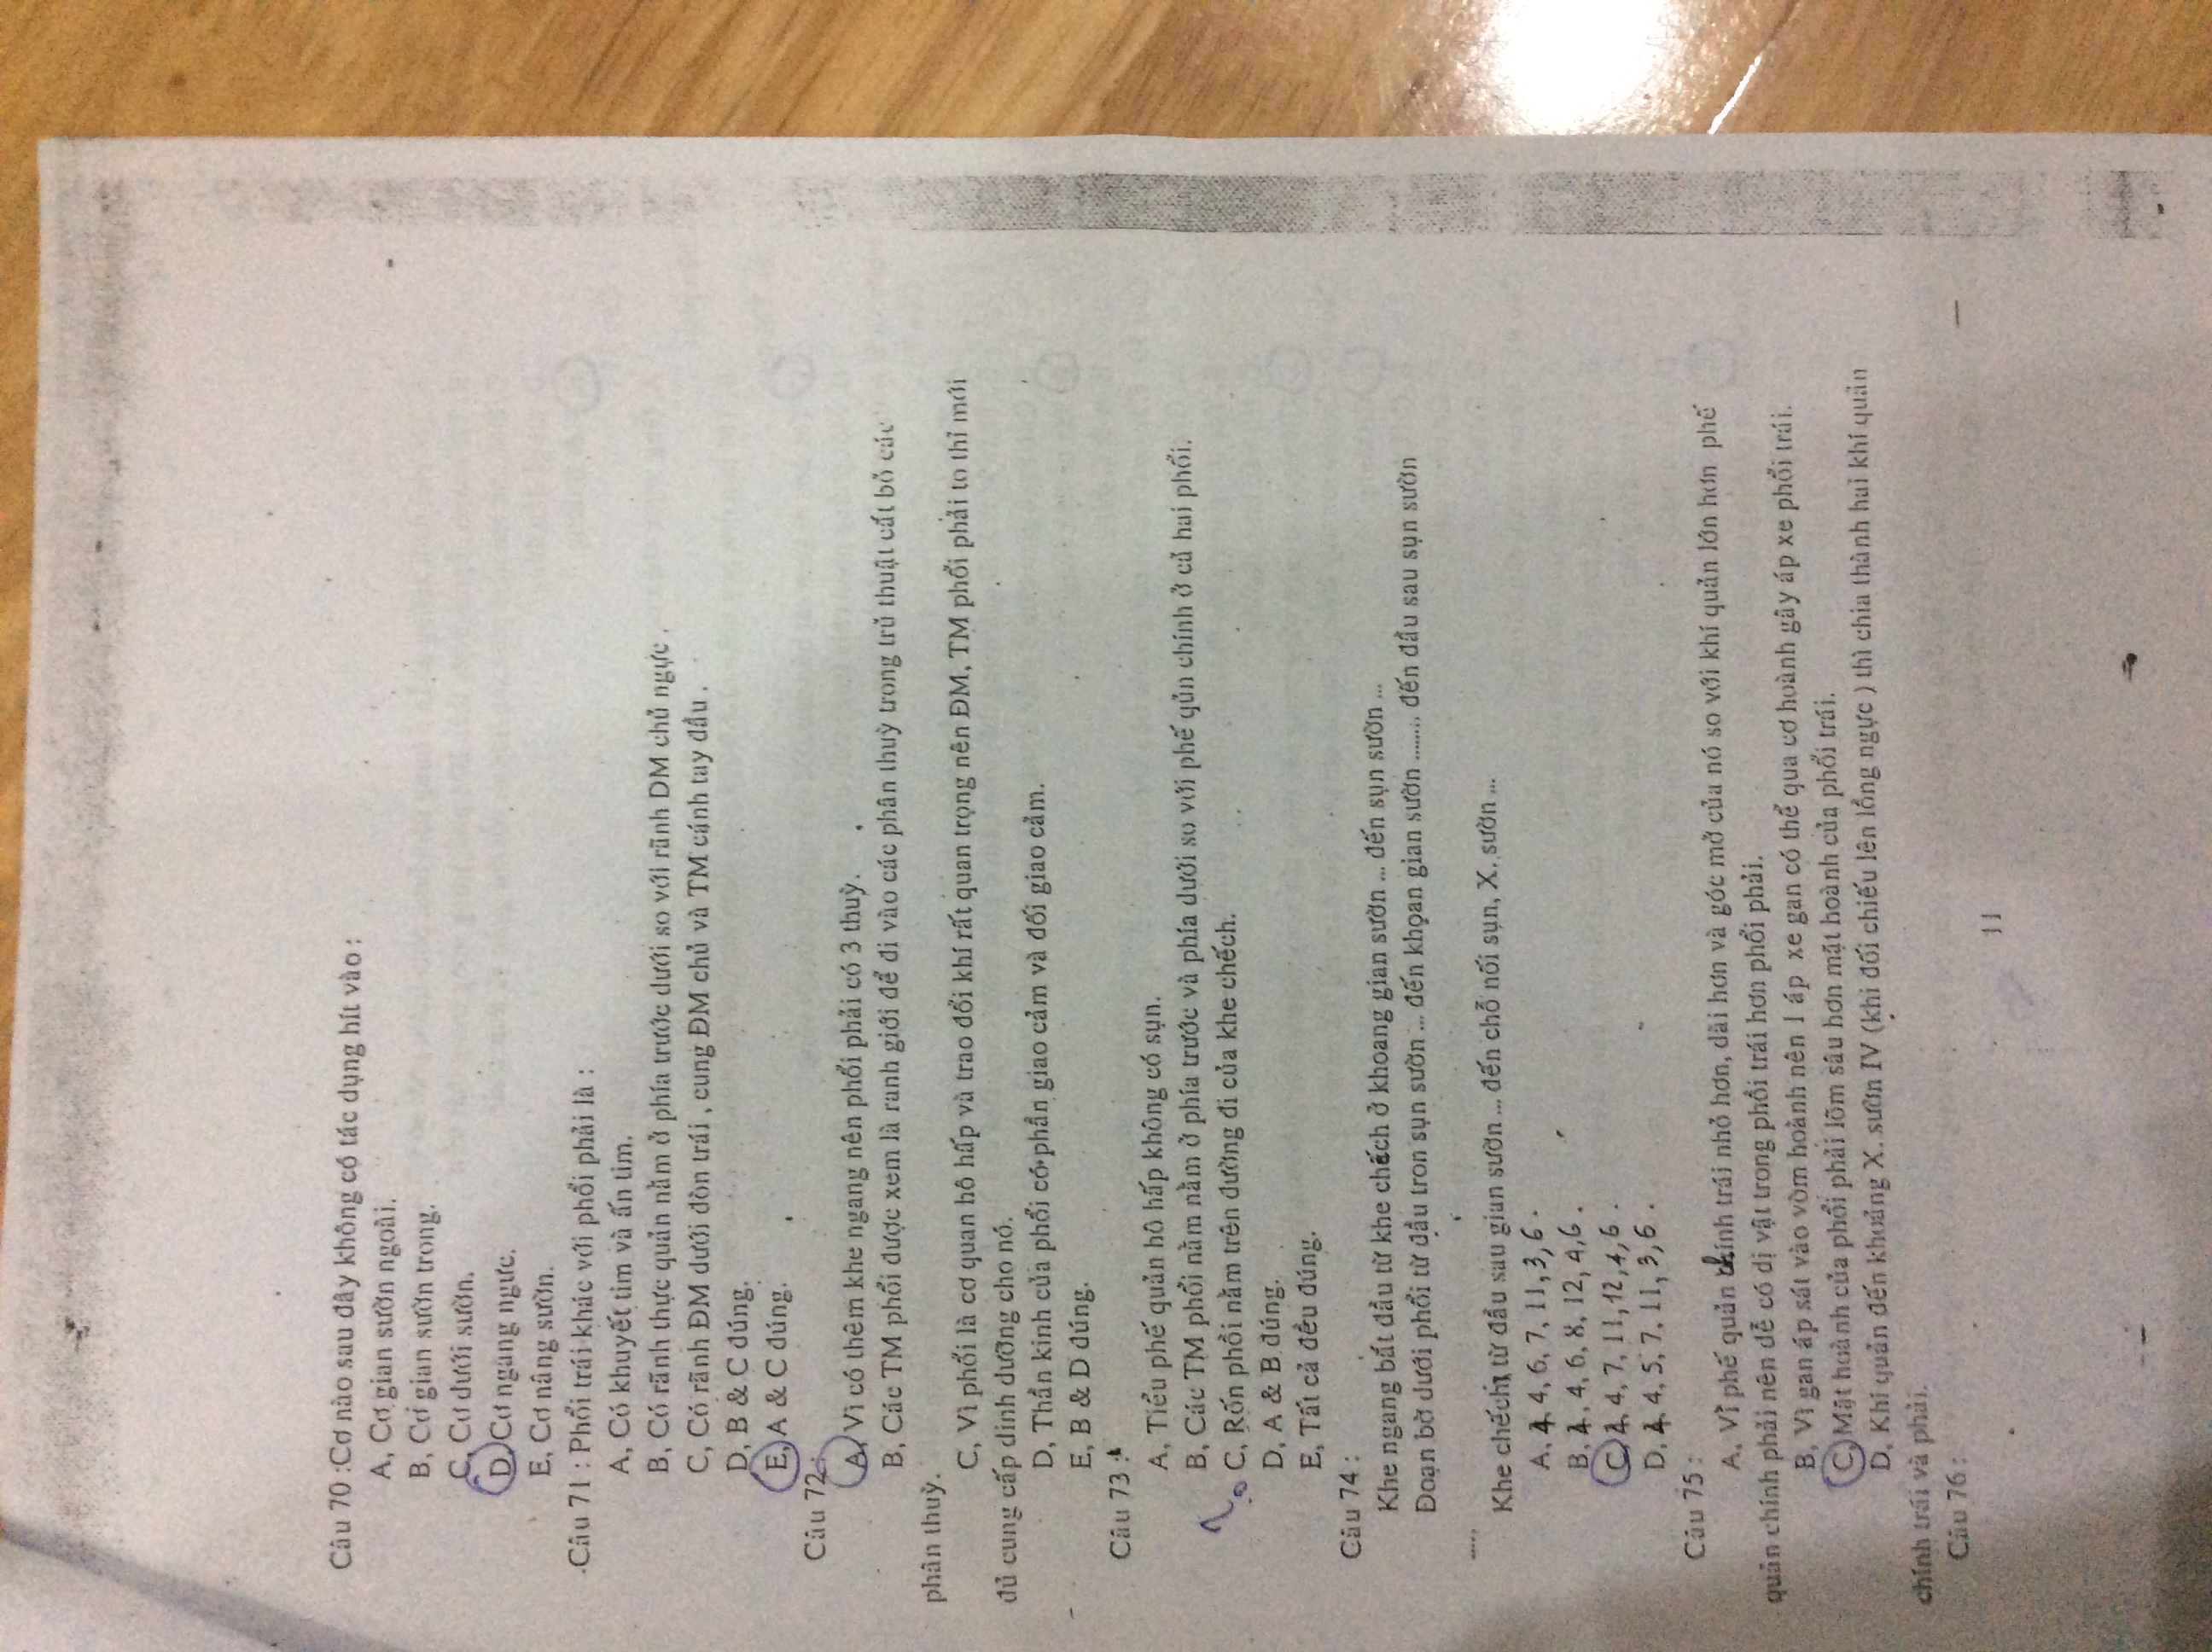 Câu 70 :Cơ nào sau đây không có tác dụng hít vào :
A, Cơ gian sườn ngoài.
B, Cơ gian sườn trong.
C, Cơ dưới sườn.
D, Cơ ngang ngưc.
E, Cơ nâng sườn.
Câu 71 : Phổi trái khác với phổi phải là :
A, Có khuyết tim và ấn tim.
B, Có rãnh thực quản nằm ở phía trước dưới so với rãnh DM chủ ngực .
C, Có rãnh ĐM dưới đòn trái , cung ĐM chủ và TM cánh tay đầu .
D, B & C đúng.
E, A & C đúng.
Câu 72 :
A, Vì có thêm khe ngang nên phổi phải có 3 thuỳ.
B, Các TM phổi được xem là ranh giới để đi vào các phân thuỳ trong trủ thuật cắt bỏ các
phân thuỳ.
C, Vì phổi là cơ quan hô hấp và trao đổi khí rất quan trọng nên ĐM, TM phổi phải to thì mới
đủ cung cấp dinh dưỡng cho nó.
D, Thần kinh của phổi có phần giao cảm và đối giao cảm.
E, B & D đúng.
Câu 73 :
A, Tiểu phế quản hô hấp không có sụn.
B, Các TM phổi nằm nằm ở phía trước và phía dưới so với phế qủn chính ở cả hai phổi.
? C, Rốn phổi nằm trên đường đi của khe chếch.
D, A & B đúng.
E, Tất cả đều đúng.
Câu 74 :
Khe ngang bắt đầu từ khe chếch ở khoang gian sườn ... đến sụn sườn ...
Đoạn bờ dưới phổi từ đầu tron sụn sườn ... đến khoan gian sườn ........ đến đầu sau sụn sườn
.....
Khe chếch từ đầu sau gian sườn ... đến chỗ nối sụn, X. sườn ...
A, 4, 4, 6, 7, 11, 3, 6 .
B, 4, 4, 6, 8, 12, 4, 6 .
C, 4, 4, 7, 11, 12, 4, 6 .
D, 4, 4, 5, 7, 11, 3, 6 .
Câu 75 :
A, Vì phế quản chính trái nhỏ hơn, dài hơn và góc mở của nó so với khí quản lớn hơn phế
quản chính phải nên dễ có dị vật trong phổi trái hơn phổi phải.
B, Vì gan áp sát vào vòm hoành nên 1 áp xe gan có thể qua cơ hoành gây áp xe phổi trái.
C, Mặt hoành của phổi phải lõm sâu hơn mặt hoành của phổi trái.
D, Khí quản đến khoảng X. sườn IV (khi đối chiếu lên lồng ngực ) thì chia thành hai khí quản
chính trái và phải.
Câu 76 :
11